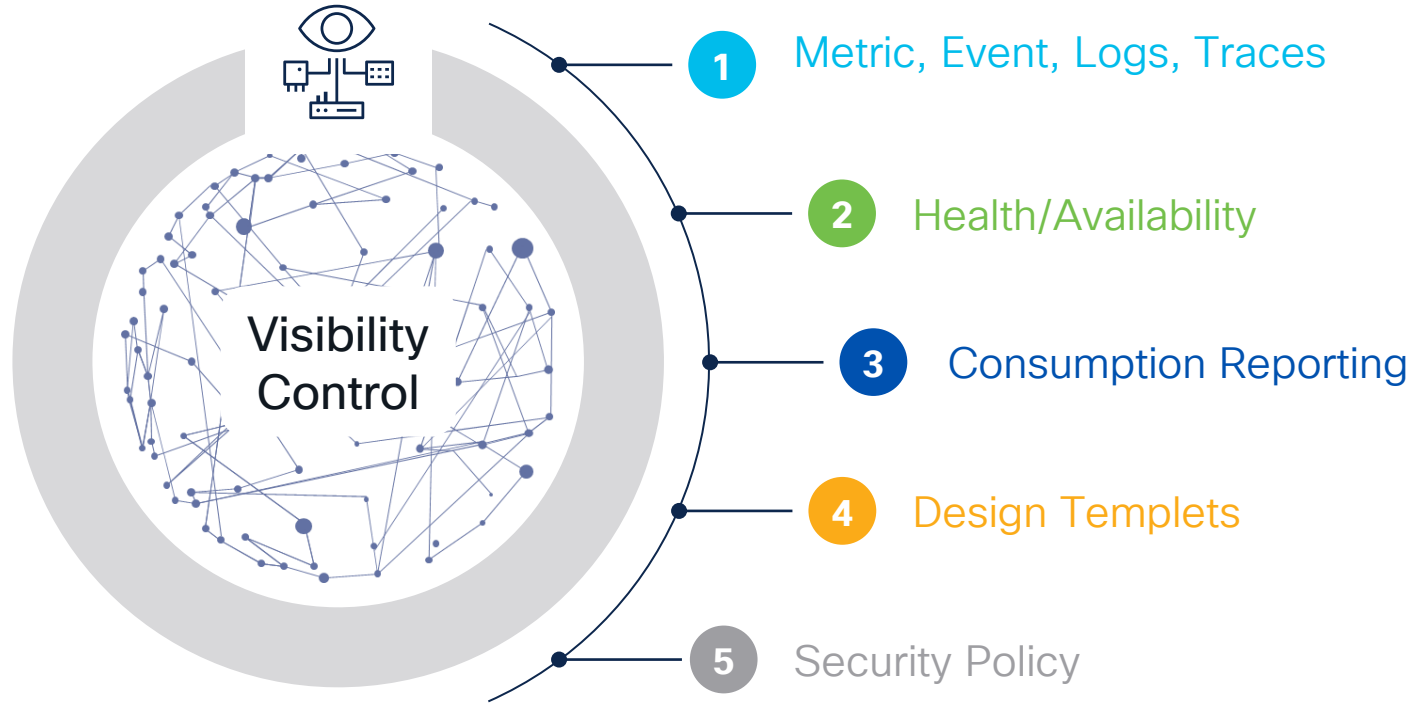 Visibility
Control
1 Metric, Event, Logs, Traces
2 Health/Availability
3 Consumption Reporting
4 Design Templets
5 Security Policy